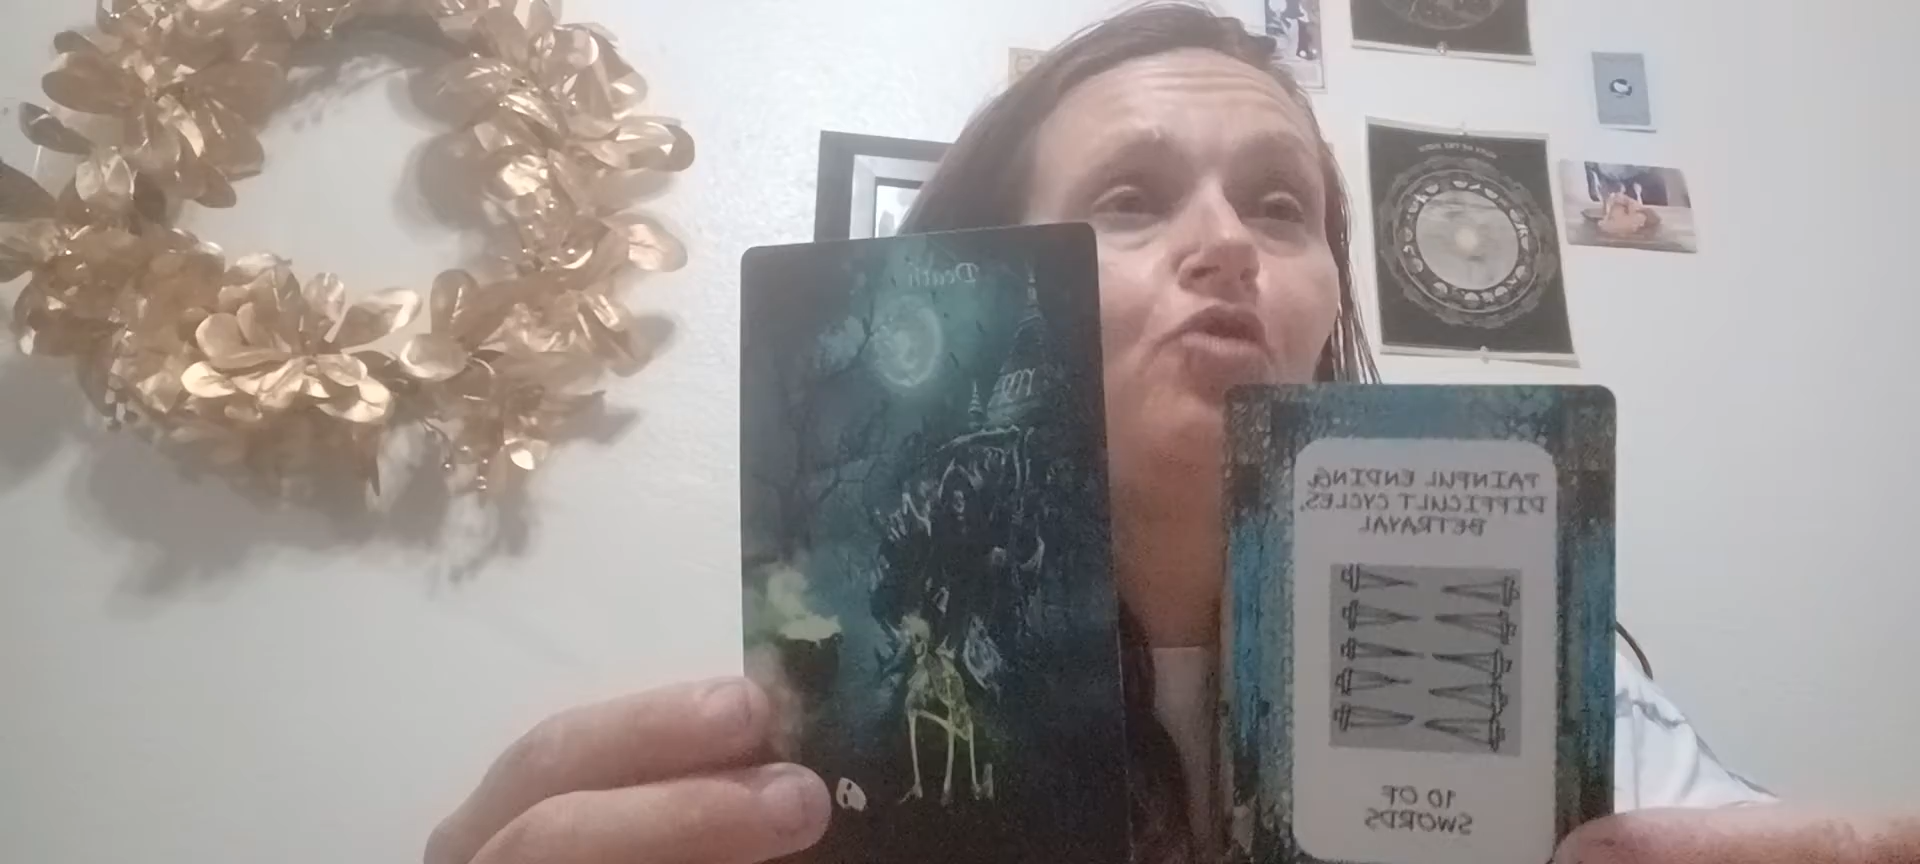 Death
PAINFUL ENDING,
DIFFICULT CYCLES,
BETRAYAL
10 OF
SWORDS